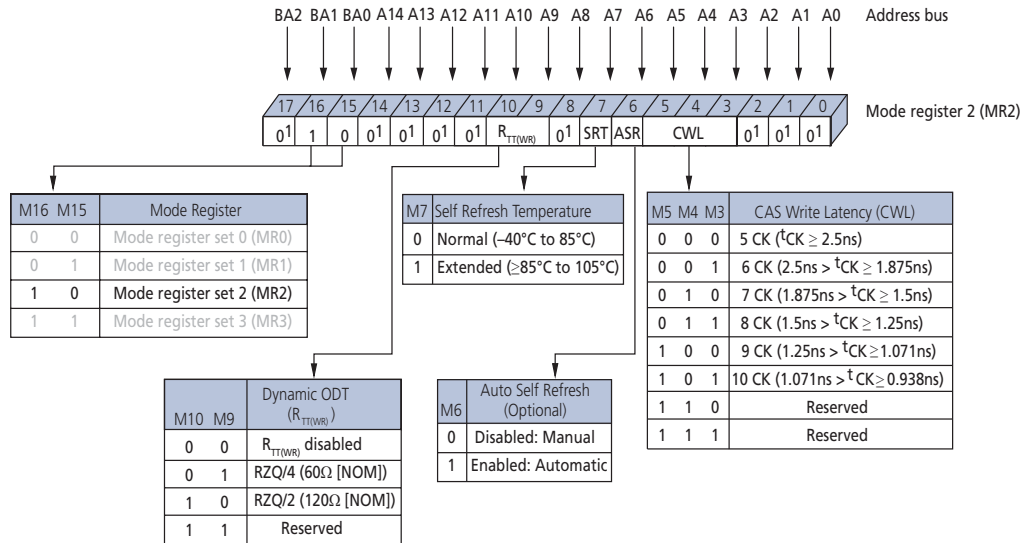 BA2 BA1 BA0 A14 A13 A12 A11 A10 A9 A8 A7 A6 A5 A4 A3 A2 A1 A0 Address bus
17 16 15 14 13 12 11 10 9 8 7 6 5 4 3 2 1 0
Mode register 2 (MR2)
0¹ 1 0 0¹ 0¹ 0¹ 0¹ R_TT(WR) 0¹ SRT ASR CWL 0¹ 0¹ 0¹
M16 M15 Mode Register
0 0 Mode register set 0 (MR0)
0 1 Mode register set 1 (MR1)
1 0 Mode register set 2 (MR2)
1 1 Mode register set 3 (MR3)
M7 Self Refresh Temperature
0 Normal (–40°C to 85°C)
1 Extended (≥85°C to 105°C)
M5 M4 M3 CAS Write Latency (CWL)
0 0 0 5 CK (ᵗCK ≥ 2.5ns)
0 0 1 6 CK (2.5ns > ᵗCK ≥ 1.875ns)
0 1 0 7 CK (1.875ns > ᵗCK ≥ 1.5ns)
0 1 1 8 CK (1.5ns > ᵗCK ≥ 1.25ns)
1 0 0 9 CK (1.25ns > ᵗCK ≥1.071ns)
1 0 1 10 CK (1.071ns > ᵗCK ≥ 0.938ns)
1 1 0 Reserved
1 1 1 Reserved
M10 M9 Dynamic ODT
(R_TT(WR))
0 0 R_TT(WR) disabled
0 1 RZQ/4 (60Ω [NOM])
1 0 RZQ/2 (120Ω [NOM])
1 1 Reserved
M6 Auto Self Refresh
(Optional)
0 Disabled: Manual
1 Enabled: Automatic